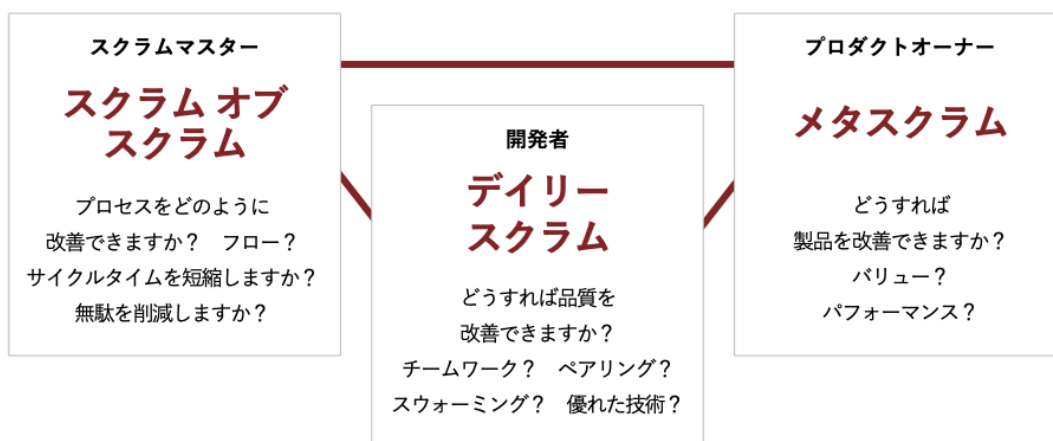 スクラムマスター
スクラム オブ
スクラム
プロセスをどのように
改善できますか？　フロー？
サイクルタイムを短縮しますか？
無駄を削減しますか？
開発者
デイリー
スクラム
どうすれば品質を
改善できますか？
チームワーク？　ペアリング？
スウォーミング？　優れた技術？
プロダクトオーナー
メタスクラム
どうすれば
製品を改善できますか？
バリュー？
パフォーマンス？